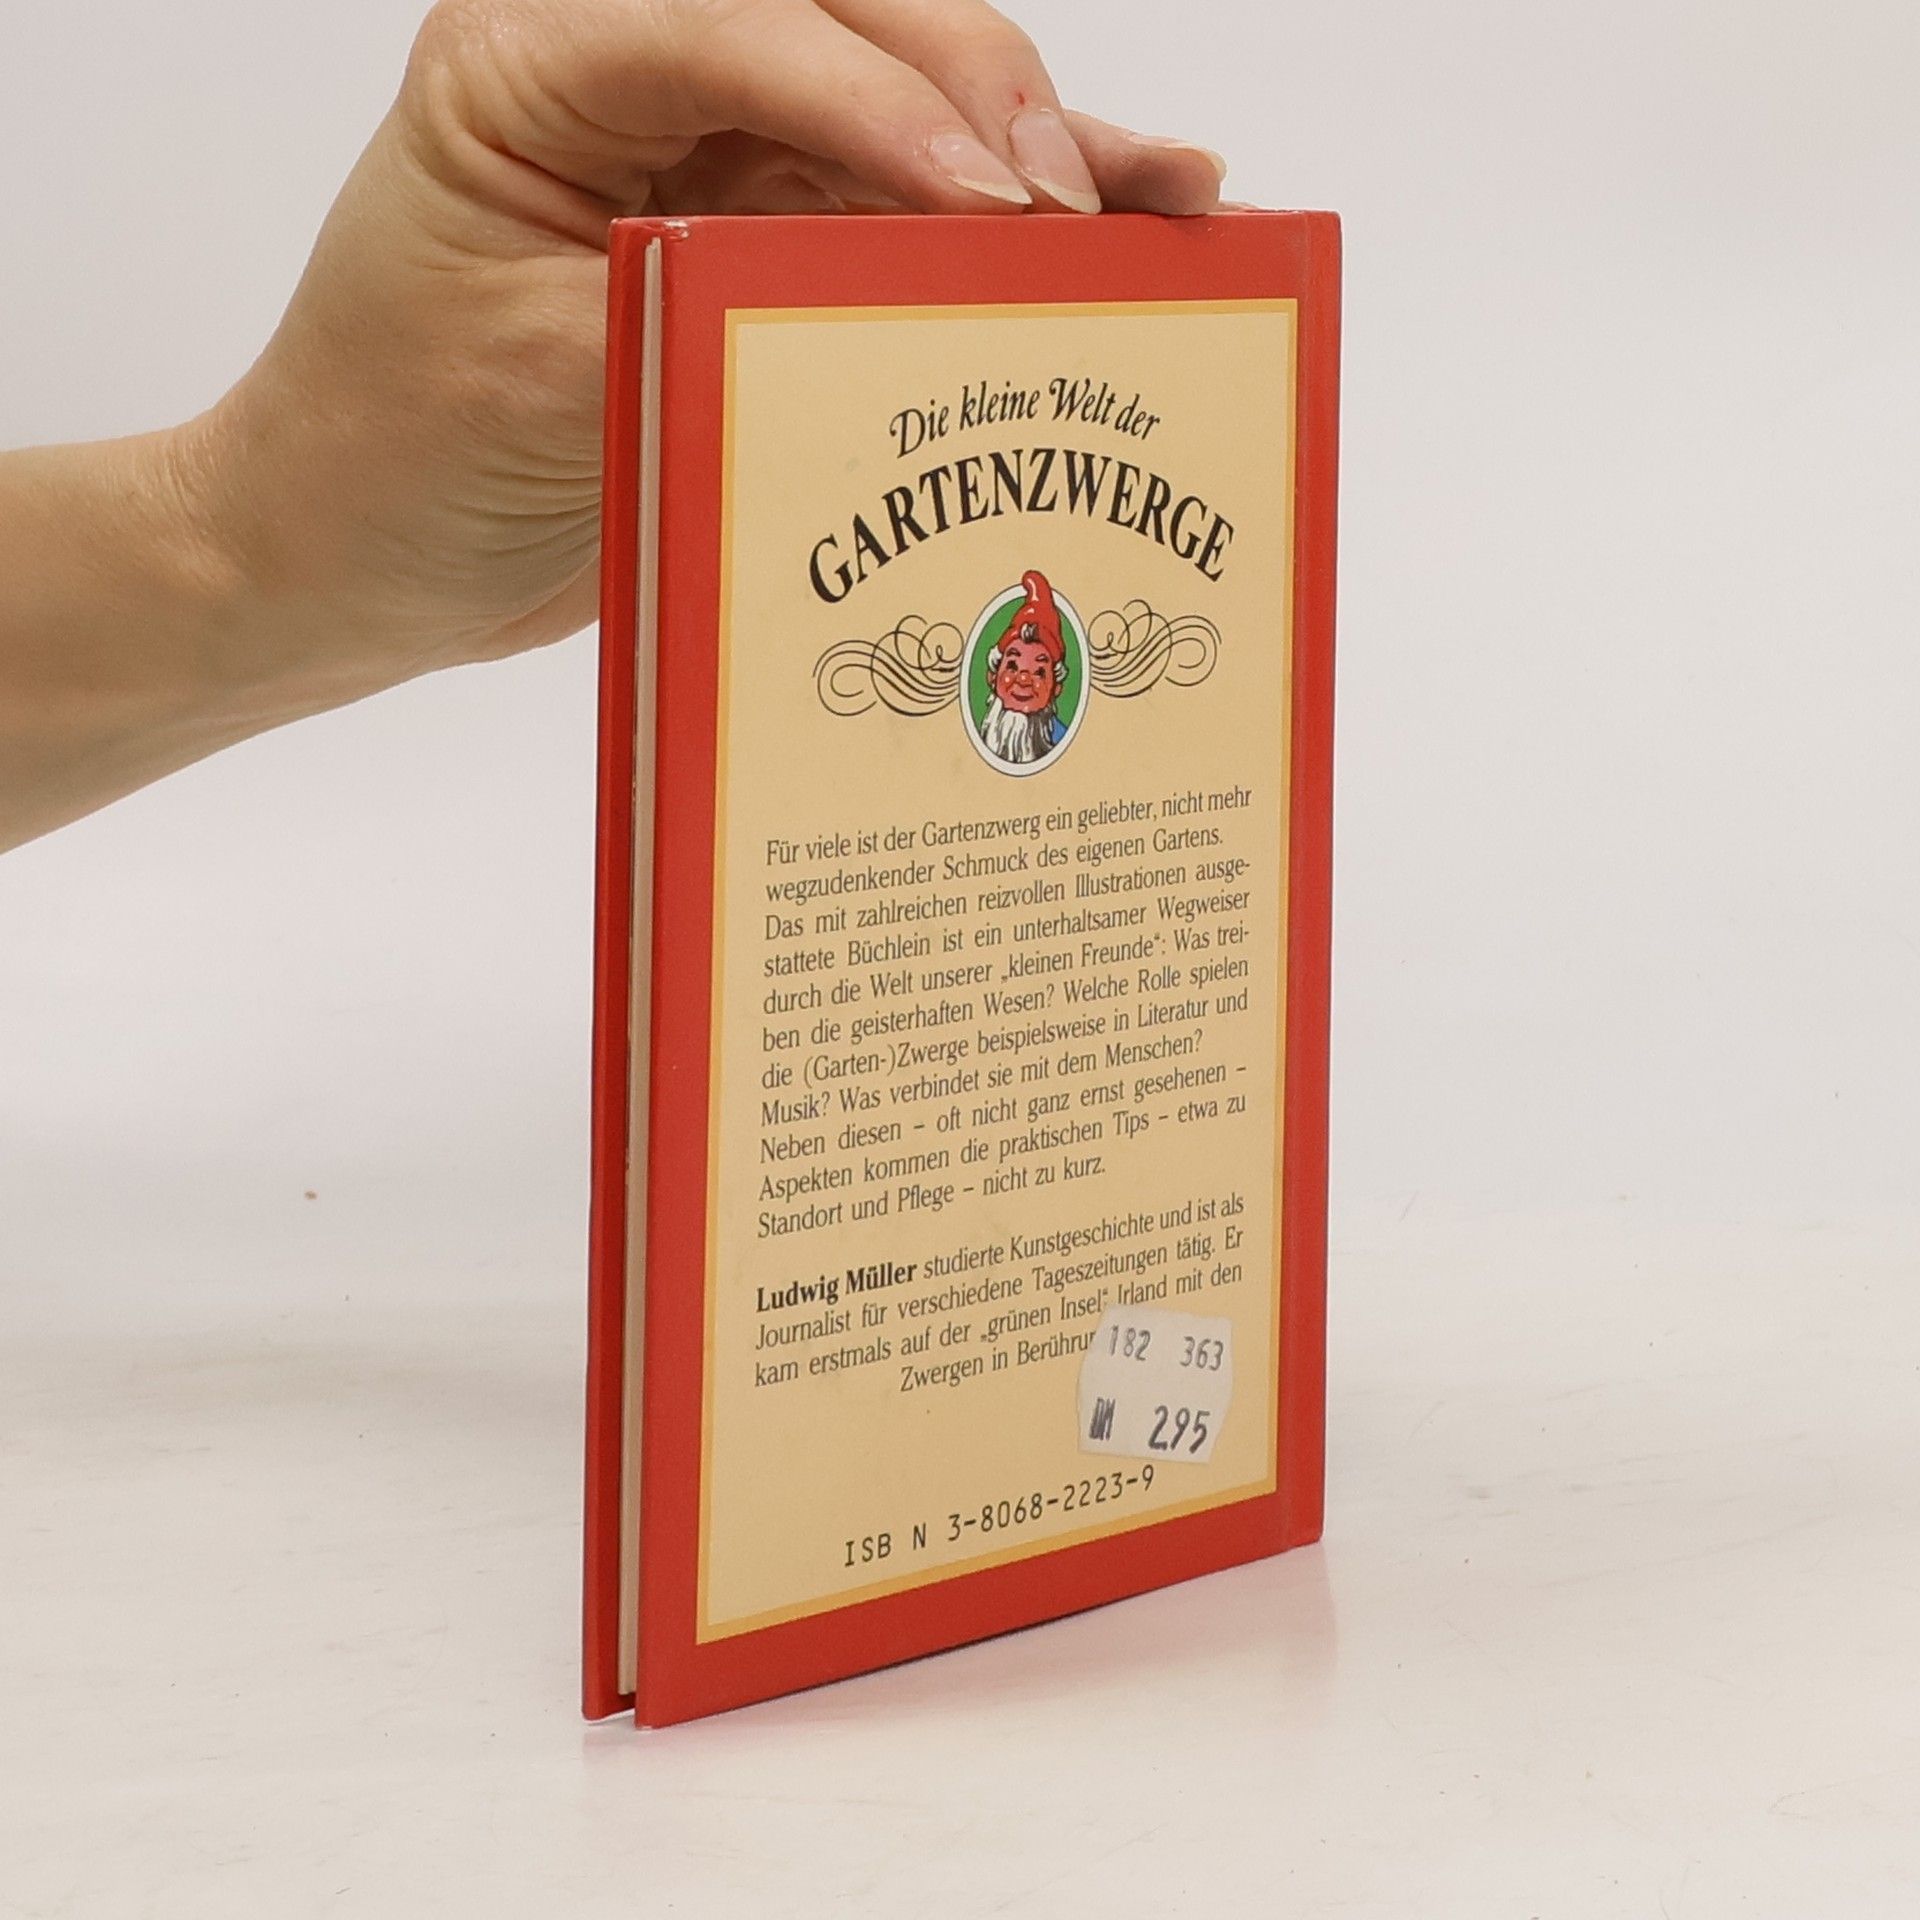 Die kleine Welt der
GARTENZWERGE
Für viele ist der Gartenzwerg ein geliebter, nicht mehr
wegzudenkender Schmuck des eigenen Gartens.
Das mit zahlreichen reizvollen Illustrationen ausge-
stattete Büchlein ist ein unterhaltsamer Wegweiser
durch die Welt unserer „kleinen Freunde“: Was trei-
ben die geisterhaften Wesen? Welche Rolle spielen
die (Garten-)Zwerge beispielsweise in Literatur und
Musik? Was verbindet sie mit dem Menschen?
Neben diesen – oft nicht ganz ernst gesehenen –
Aspekten kommen die praktischen Tips – etwa zu
Standort und Pflege – nicht zu kurz.
Ludwig Müller studierte Kunstgeschichte und ist als
Journalist für verschiedene Tageszeitungen tätig. Er
kam erstmals auf der „grünen Insel“ Irland mit den
Zwergen in Berührun
182 363
DM 295
ISB N 3-8068-2223-9